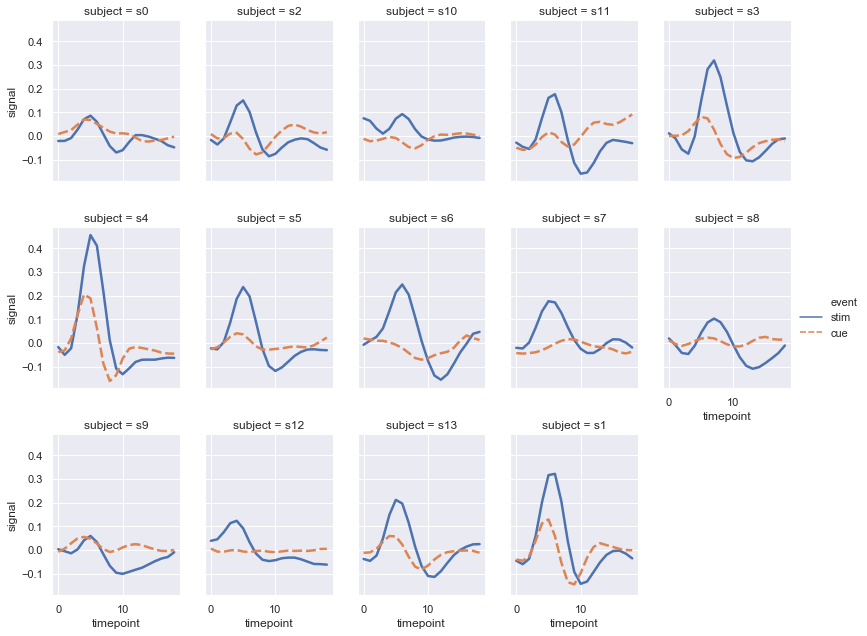 subject = s0 subject = s2 subject = s10 subject = s11 subject = s3
0.4
0.3
0.2
0.1
0.0
−0.1
signal
subject = s4 subject = s5 subject = s6 subject = s7 subject = s8
0.4
0.3
0.2
0.1
0.0
−0.1
signal
0 10
timepoint
event
stim
cue
subject = s9 subject = s12 subject = s13 subject = s1
0.4
0.3
0.2
0.1
0.0
−0.1
signal
0 10 0 10 0 10 0 10
timepoint timepoint timepoint timepoint